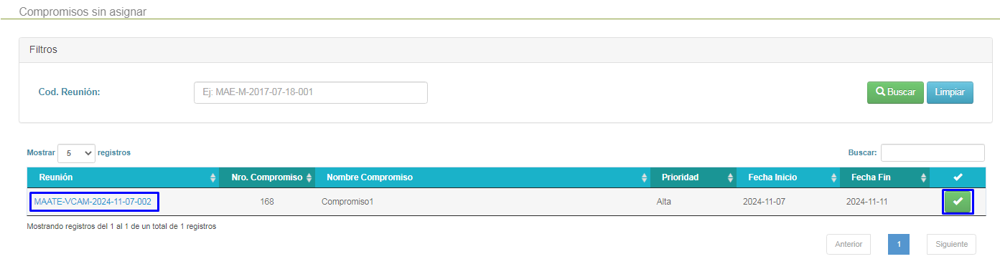 Compromisos sin asignar
Filtros
Cod. Reunión: Ej: MAE-M-2017-07-18-001 Buscar Limpiar
Mostrar 5 registros Buscar:
Reunión Nro. Compromiso Nombre Compromiso Prioridad Fecha Inicio Fecha Fin
MAATE-VCAM-2024-11-07-002 168 Compromiso1 Alta 2024-11-07 2024-11-11
Mostrando registros del 1 al 1 de un total de 1 registros
Anterior 1 Siguiente